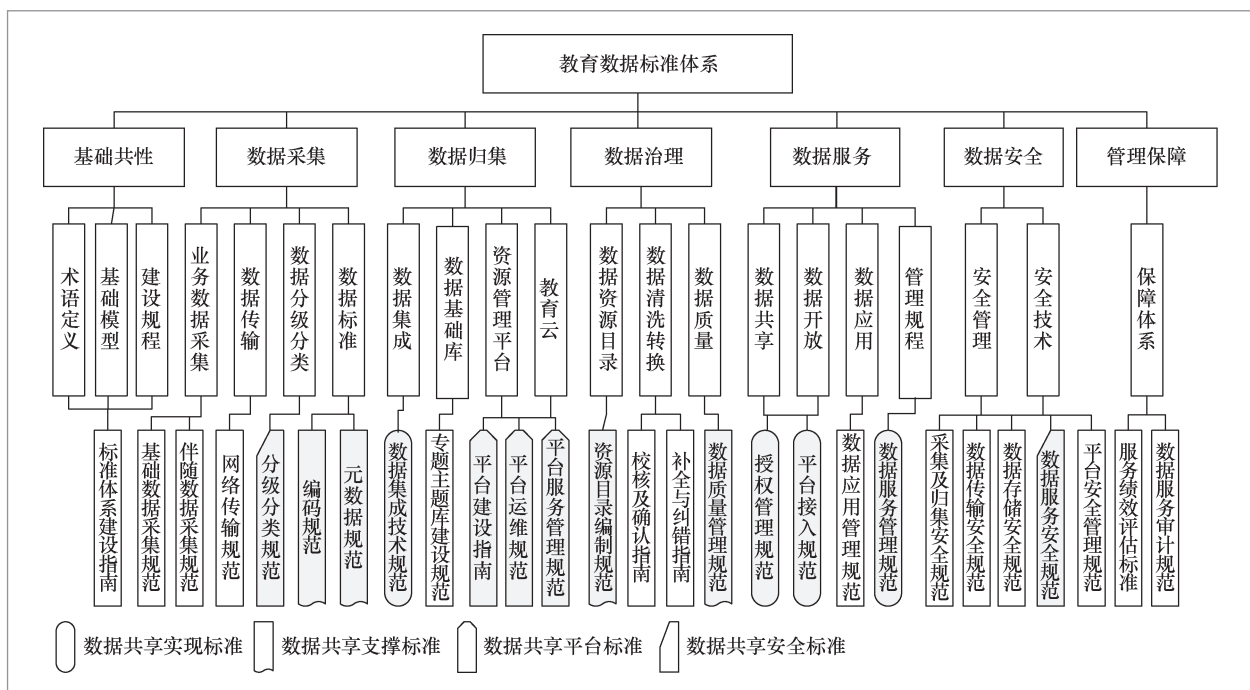 教育数据标准体系
基础共性
数据采集
数据归集
数据治理
数据服务
数据安全
管理保障
术语定义
基础模型
建设规程
业务数据采集
数据传输
数据分级分类
数据标准
数据集成
数据基础库
资源管理平台
教育云
数据资源目录
数据清洗转换
数据质量
数据共享
数据开放
数据应用
管理规程
安全管理
安全技术
保障体系
标准体系建设指南
基础数据采集规范
伴随数据采集规范
网络传输规范
分级分类规范
编码规范
元数据规范
数据集成技术规范
专题主题库建设规范
平台建设指南
平台运维规范
平台服务管理规范
资源目录编制规范
校核及确认指南
补全与纠错指南
数据质量管理规范
授权管理规范
平台接入规范
数据应用管理规范
数据服务管理规范
采集及归集安全规范
数据传输安全规范
数据存储安全规范
数据服务安全规范
平台安全管理规范
服务绩效评估标准
数据服务审计规范
数据共享实现标准
数据共享支撑标准
数据共享平台标准
数据共享安全标准